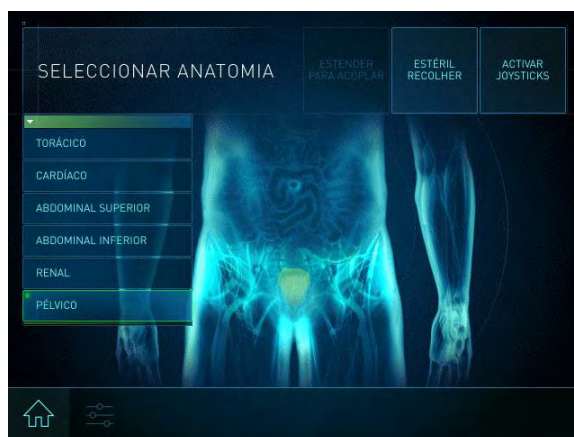 SELECCIONAR ANATOMIA
ESTENDER
PARA ACOPLAR
ESTÉRIL
RECOLHER
ACTIVAR
JOYSTICKS
TORÁCICO
CARDÍACO
ABDOMINAL SUPERIOR
ABDOMINAL INFERIOR
RENAL
PÉLVICO